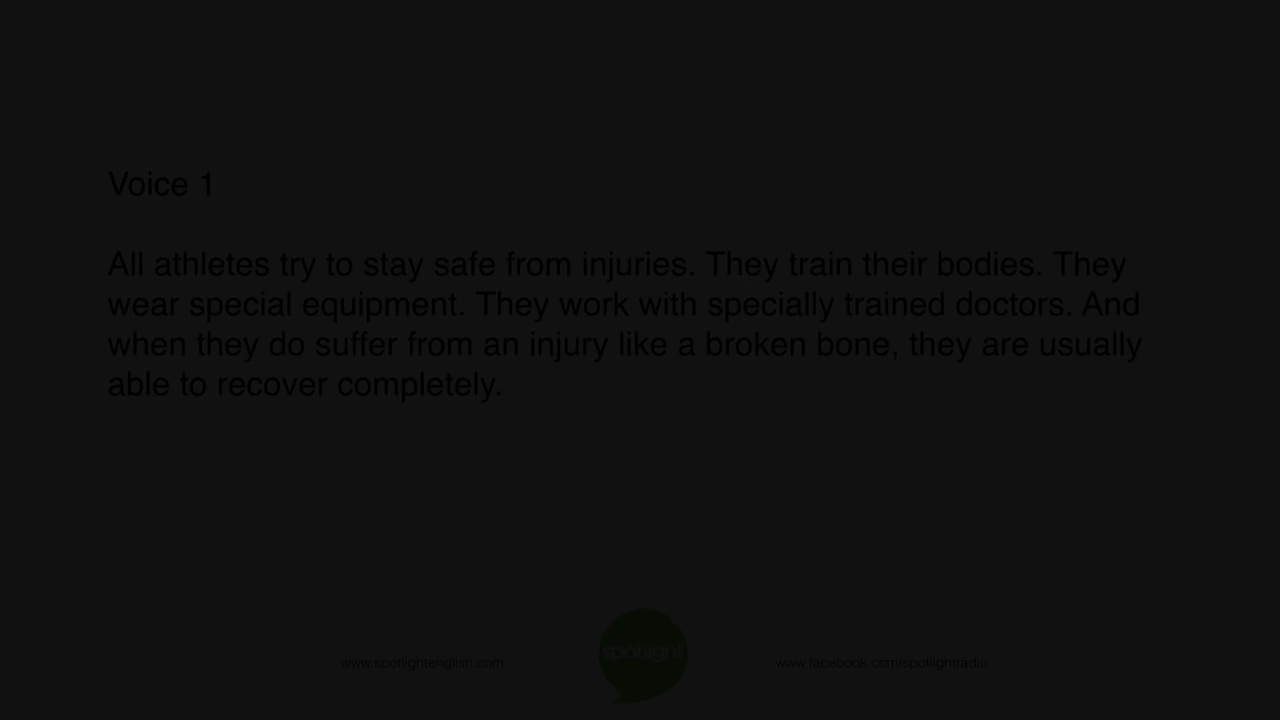 Voice 1
All athletes try to stay safe from injuries. They train their bodies. They
wear special equipment. They work with specially trained doctors. And
when they do suffer from an injury like a broken bone, they are usually
able to recover completely.
spotlight
www.spotlightenglish.com
www.facebook.com/spotlightradio